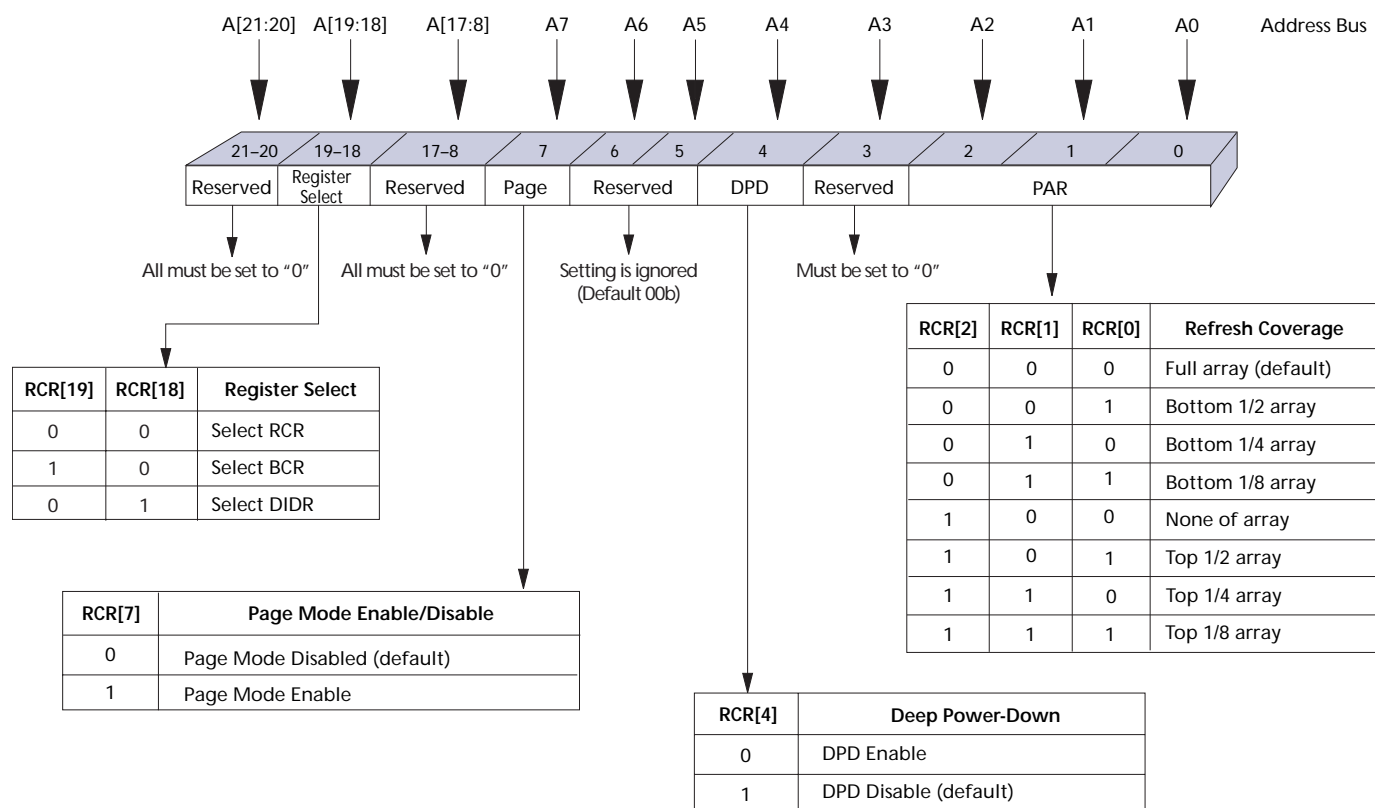 A[21:20] A[19:18] A[17:8] A7 A6 A5 A4 A3 A2 A1 A0 Address Bus
21–20 19–18 17–8 7 6 5 4 3 2 1 0
Reserved Register Select Reserved Page Reserved DPD Reserved PAR
All must be set to "0"
All must be set to "0"
Setting is ignored
(Default 00b)
Must be set to "0"
RCR[19] RCR[18] Register Select
0 0 Select RCR
1 0 Select BCR
0 1 Select DIDR
RCR[2] RCR[1] RCR[0] Refresh Coverage
0 0 0 Full array (default)
0 0 1 Bottom 1/2 array
0 1 0 Bottom 1/4 array
0 1 1 Bottom 1/8 array
1 0 0 None of array
1 0 1 Top 1/2 array
1 1 0 Top 1/4 array
1 1 1 Top 1/8 array
RCR[7] Page Mode Enable/Disable
0 Page Mode Disabled (default)
1 Page Mode Enable
RCR[4] Deep Power-Down
0 DPD Enable
1 DPD Disable (default)